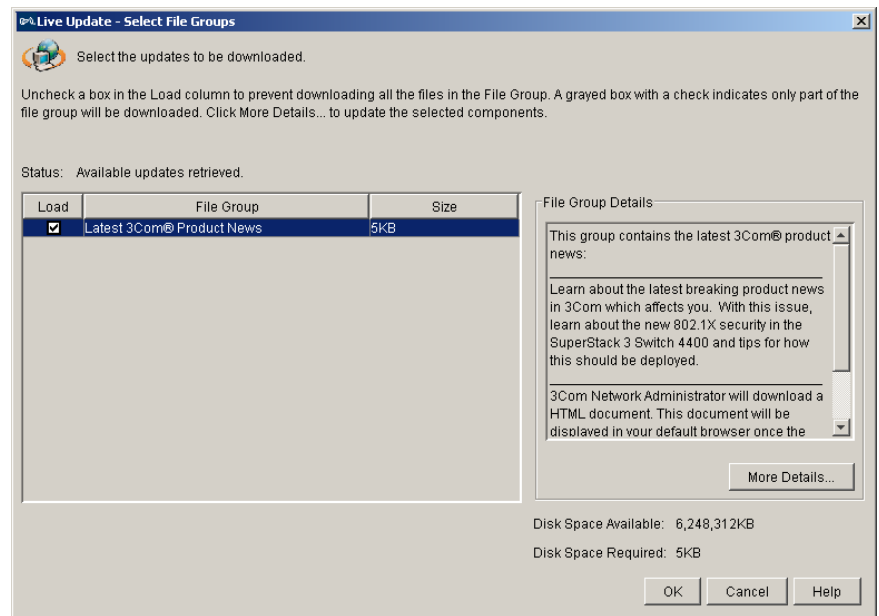 Live Update - Select File Groups
Select the updates to be downloaded.
Uncheck a box in the Load column to prevent downloading all the files in the File Group. A grayed box with a check indicates only part of the
file group will be downloaded. Click More Details... to update the selected components.
Status: Available updates retrieved.
Load File Group Size
Latest 3Com® Product News 5KB
File Group Details
This group contains the latest 3Com® product
news:
Learn about the latest breaking product news
in 3Com which affects you. With this issue,
learn about the new 802.1X security in the
SuperStack 3 Switch 4400 and tips for how
this should be deployed.
3Com Network Administrator will download a
HTML document. This document will be
displayed in your default browser once the
More Details...
Disk Space Available: 6,248,312KB
Disk Space Required: 5KB
OK Cancel Help